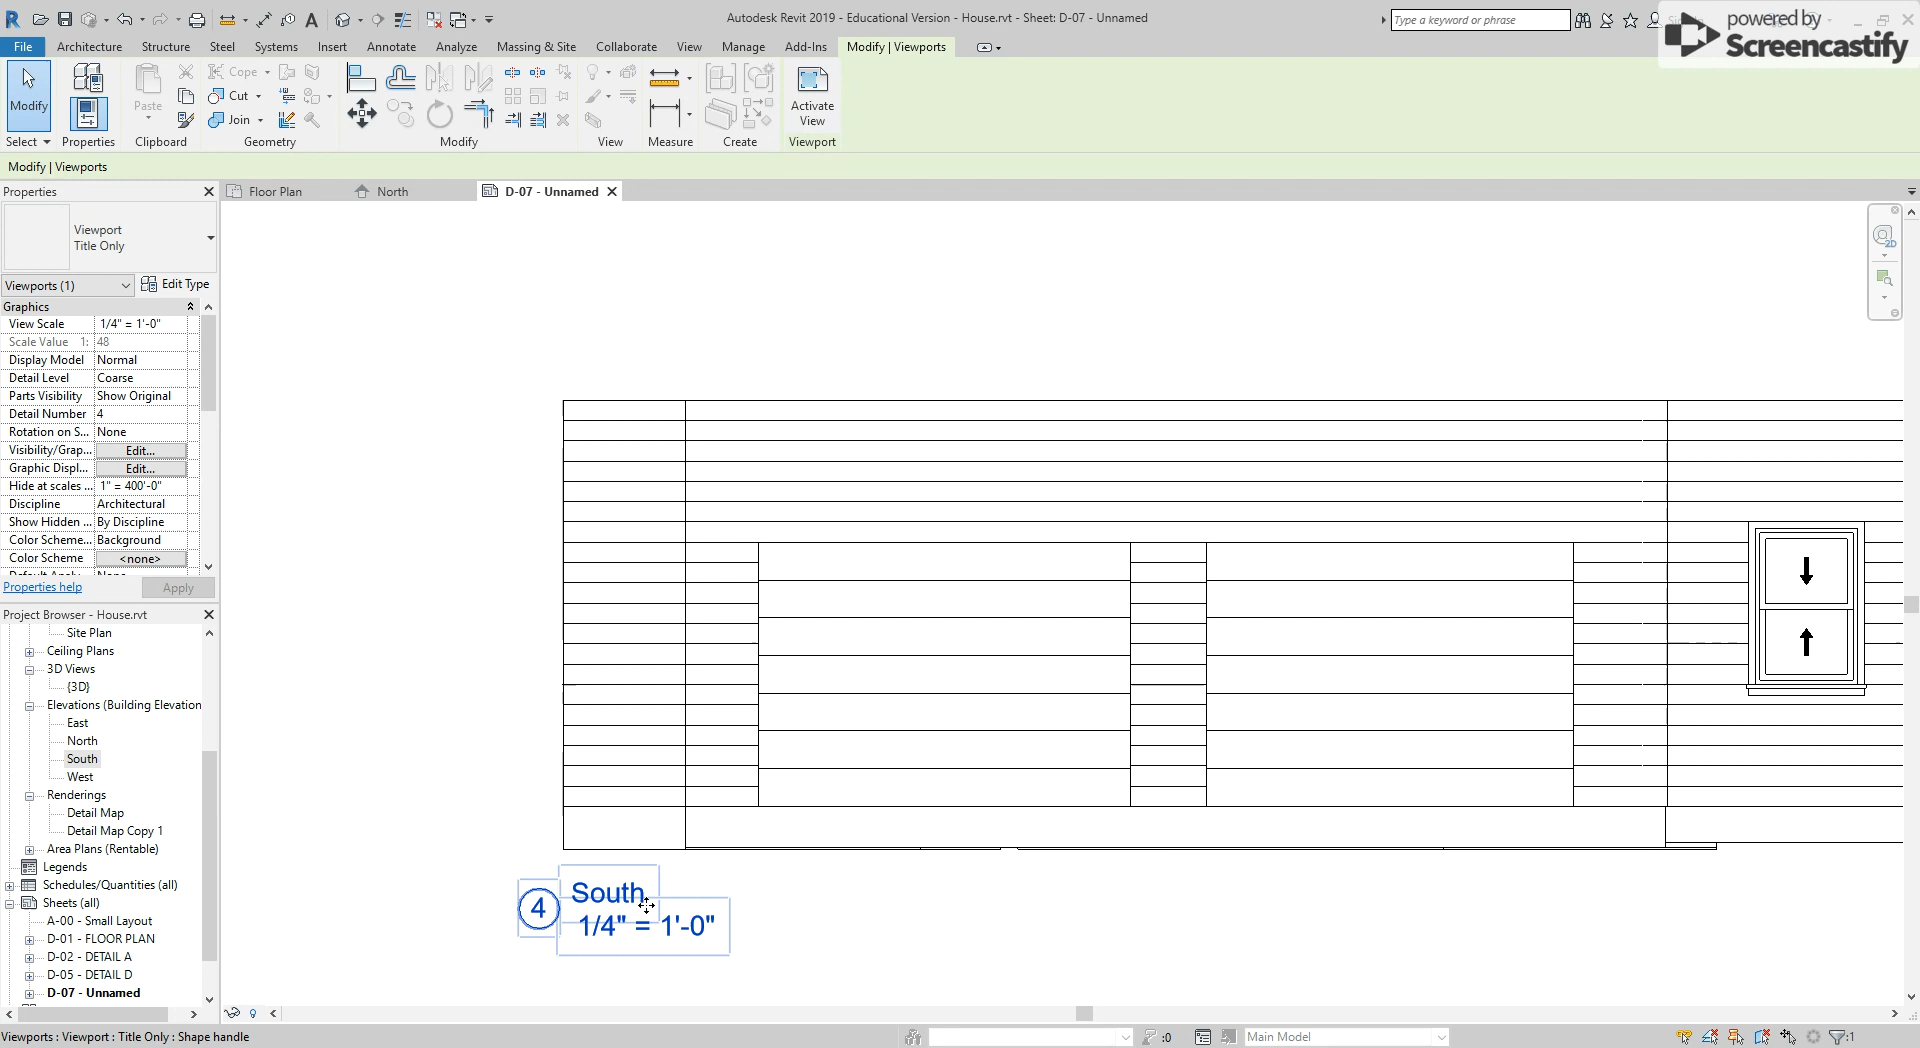 Autodesk Revit 2019 - Educational Version - House.rvt - Sheet: D-07 - Unnamed
Type a keyword or phrase
powered by
Screencastify
File Architecture Structure Steel Systems Insert Annotate Analyze Massing & Site Collaborate View Manage Add-Ins Modify | Viewports
Modify
Paste
Cope
Cut
Join
Activate
View
Select Properties Clipboard Geometry Modify View Measure Create Viewport
Modify | Viewports
Properties
Floor Plan
North
D-07 - Unnamed
Viewport
Title Only
Viewports (1)
Edit Type
Graphics
View Scale 1/4" = 1'-0"
Scale Value 1: 48
Display Model Normal
Detail Level Coarse
Parts Visibility Show Original
Detail Number 4
Rotation on S... None
Visibility/Grap... Edit...
Graphic Displ... Edit...
Hide at scales ... 1" = 400'-0"
Discipline Architectural
Show Hidden ... By Discipline
Color Scheme... Background
Color Scheme <none>
Properties help
Apply
Project Browser - House.rvt
Site Plan
Ceiling Plans
3D Views
{3D}
Elevations (Building Elevation
East
North
South
West
Renderings
Detail Map
Detail Map Copy 1
Area Plans (Rentable)
Legends
Schedules/Quantities (all)
Sheets (all)
A-00 - Small Layout
D-01 - FLOOR PLAN
D-02 - DETAIL A
D-05 - DETAIL D
D-07 - Unnamed
2D
4
South
1/4" = 1'-0"
Viewports : Viewport : Title Only : Shape handle
:0
Main Model
:1